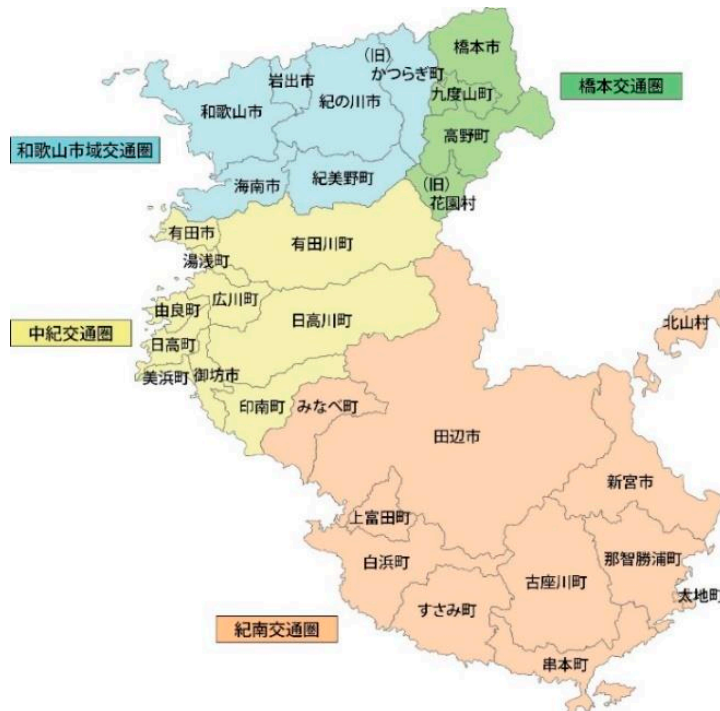 橋本市
(旧)
かつらぎ町
岩出市
紀の川市
九度山町
橋本交通圏
和歌山市
高野町
和歌山市域交通圏
海南市
紀美野町
(旧)
花園村
有田市
有田川町
湯浅町
広川町
由良町
日高川町
北山村
中紀交通圏
日高町
美浜町
御坊市
印南町
みなべ町
田辺市
新宮市
上富田町
白浜町
那智勝浦町
古座川町
太地町
すさみ町
紀南交通圏
串本町